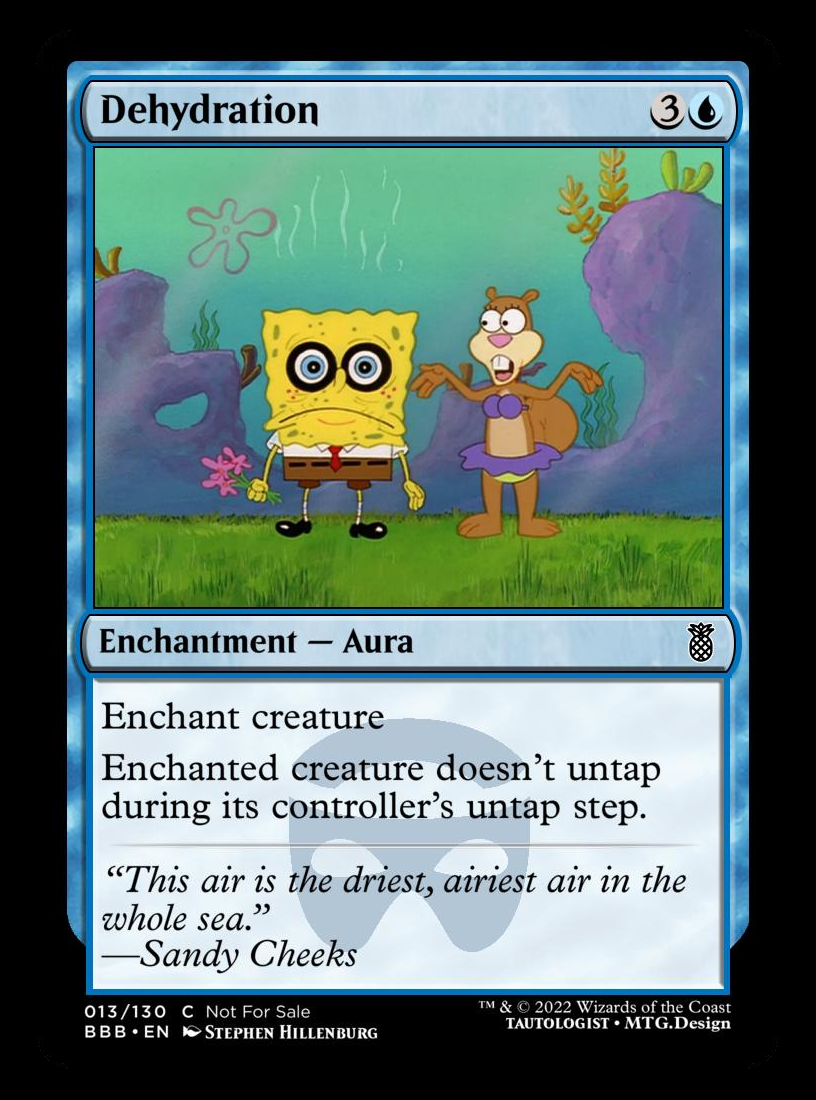 Dehydration 3
Enchantment — Aura
Enchant creature
Enchanted creature doesn't untap
during its controller's untap step.
“This air is the driest, airiest air in the
whole sea.”
—Sandy Cheeks
013/130 C Not For Sale
BBB • EN Stephen Hillenburg
™ & © 2022 Wizards of the Coast
TAUTOLOGIST • MTG.Design